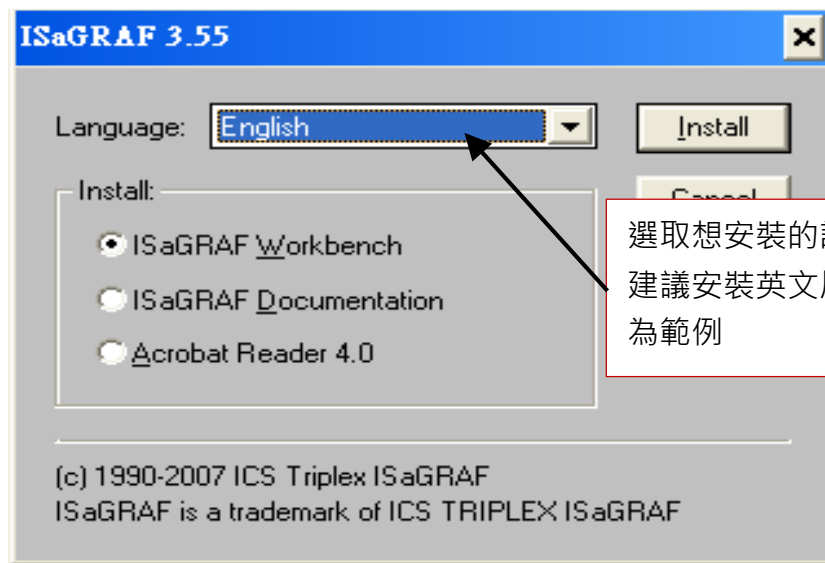 ISaGRAF 3.55
Language: English Install
Install:
ISaGRAF Workbench
ISaGRAF Documentation
Acrobat Reader 4.0
選取想安裝的
建議安裝英文
為範例
(c) 1990-2007 ICS Triplex ISaGRAF
ISaGRAF is a trademark of ICS TRIPLEX ISaGRAF